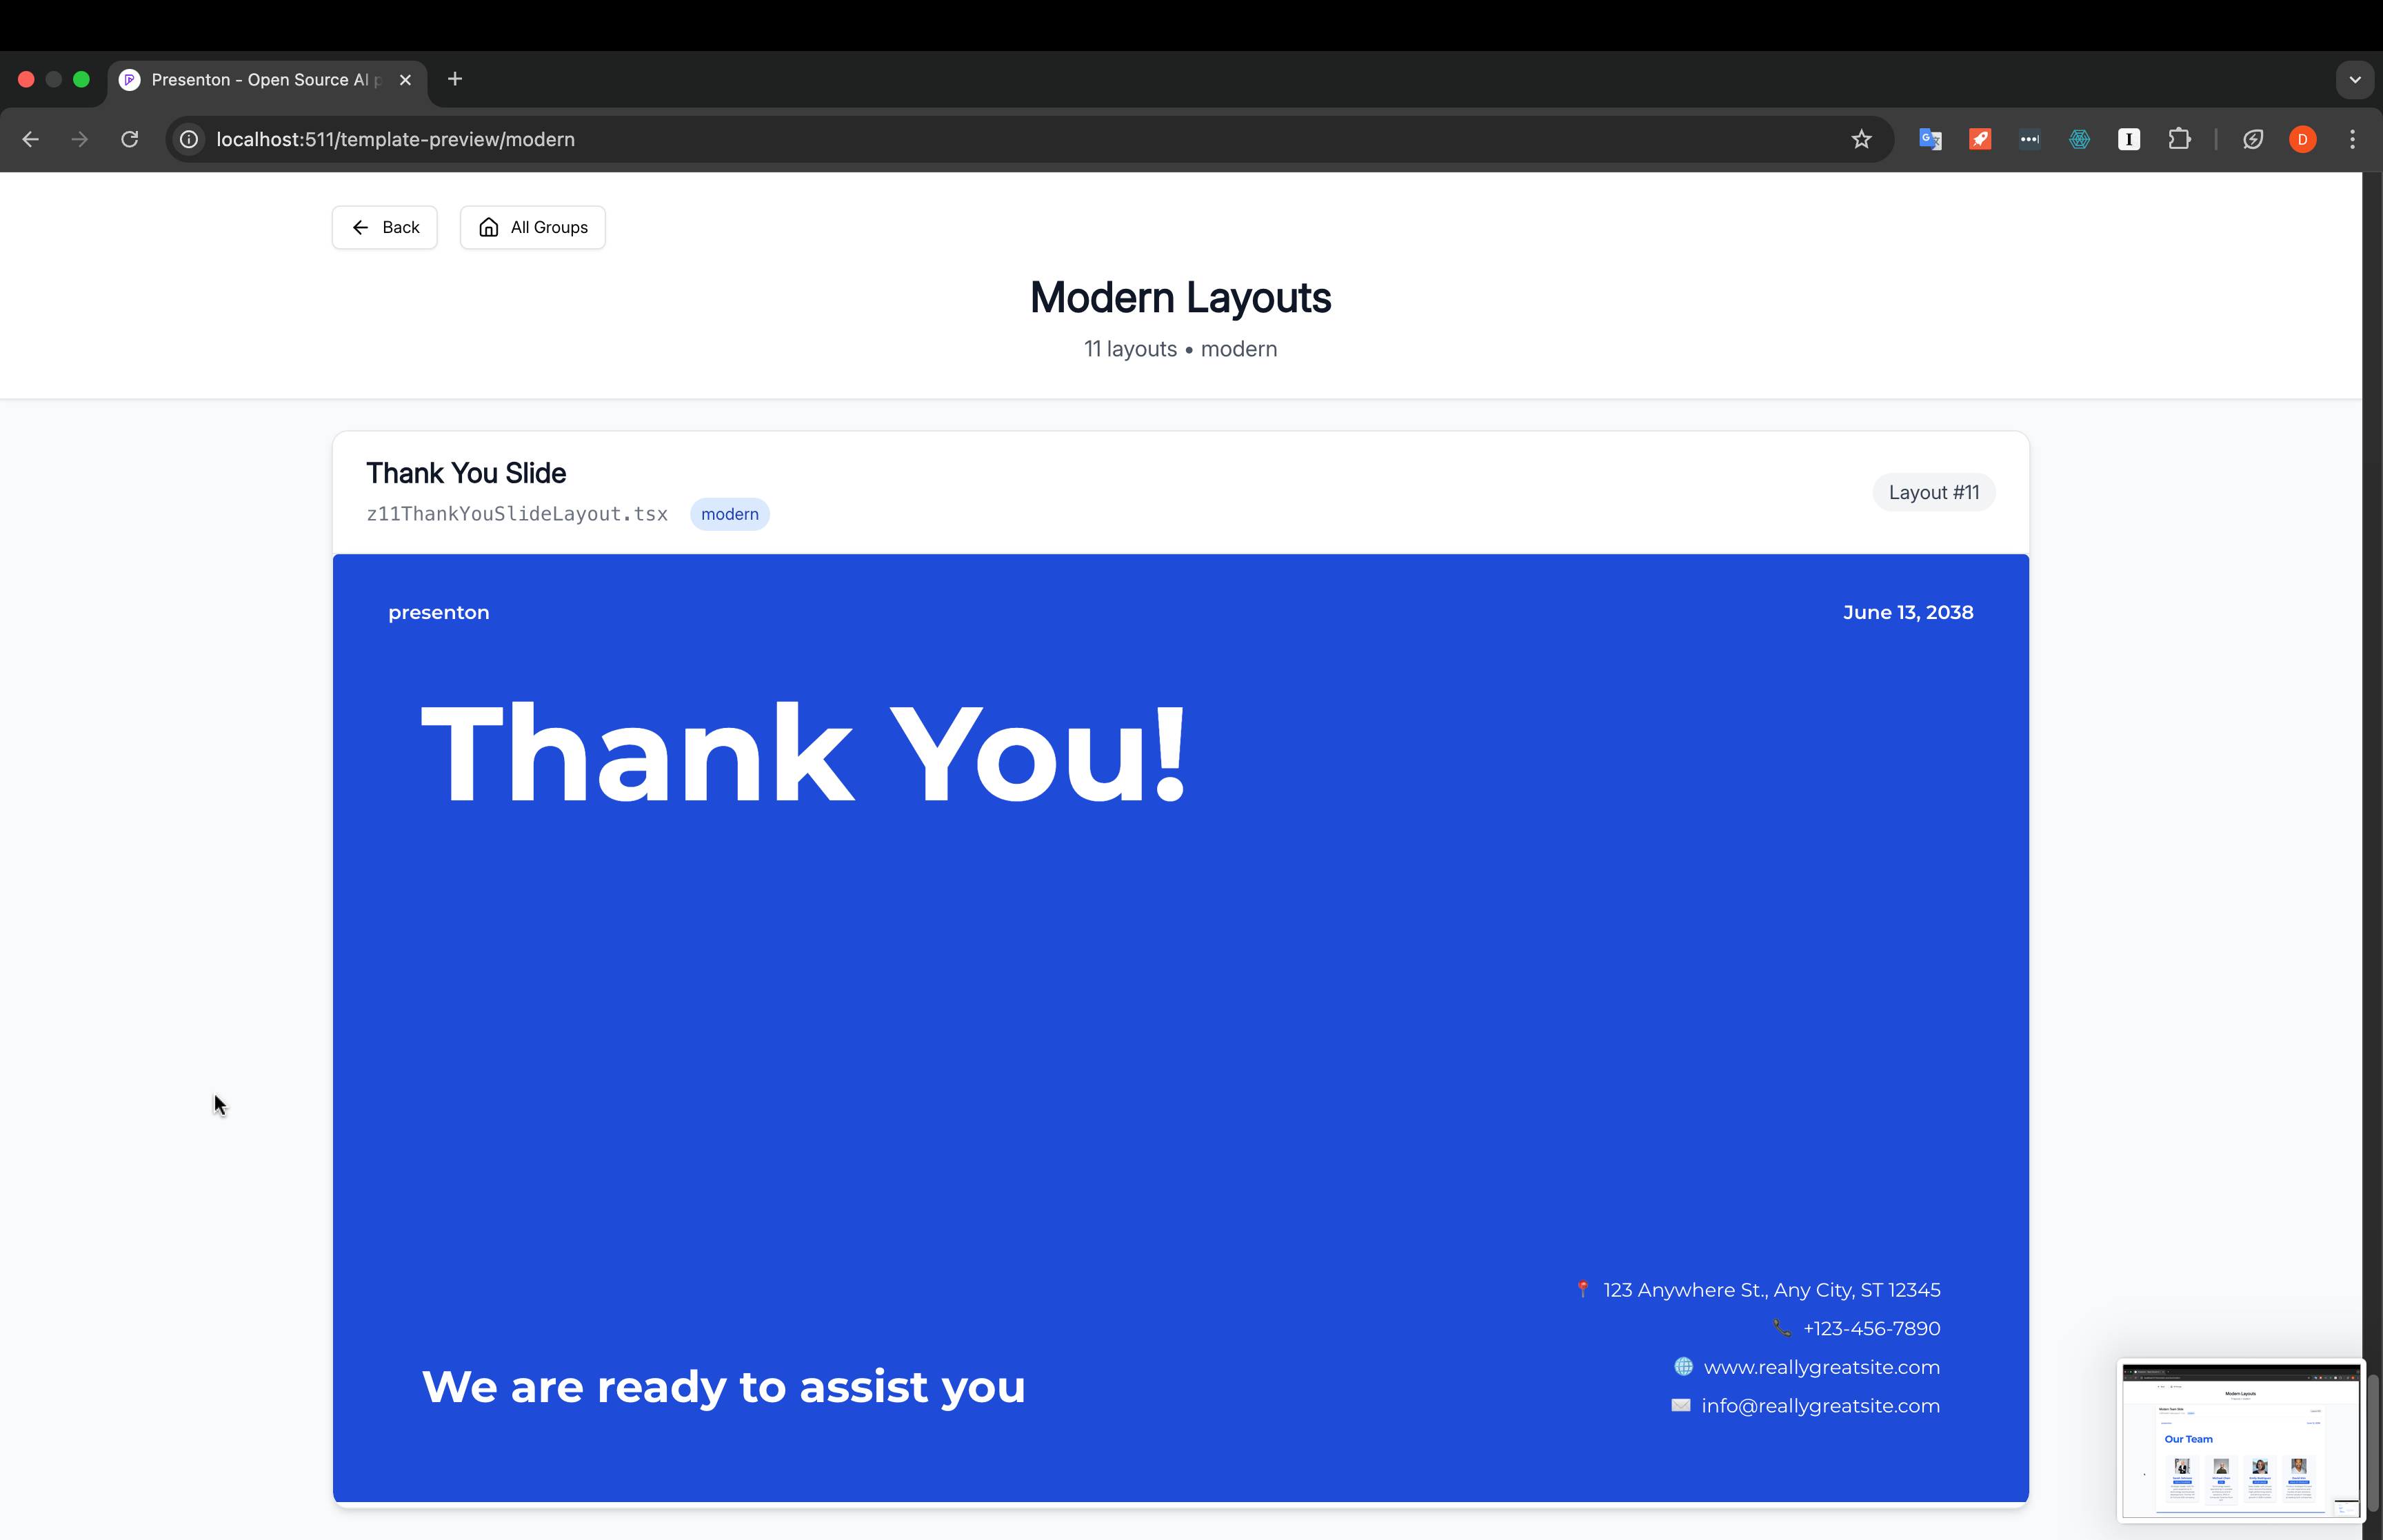 Presenton - Open Source AI p
localhost:511/template-preview/modern
D
Back
All Groups
Modern Layouts
11 layouts • modern
Thank You Slide
z11ThankYouSlideLayout.tsx
modern
Layout #11
presenton
June 13, 2038
Thank You!
123 Anywhere St., Any City, ST 12345
+123-456-7890
www.reallygreatsite.com
We are ready to assist you
info@reallygreatsite.com
Modern Layouts
Our Team